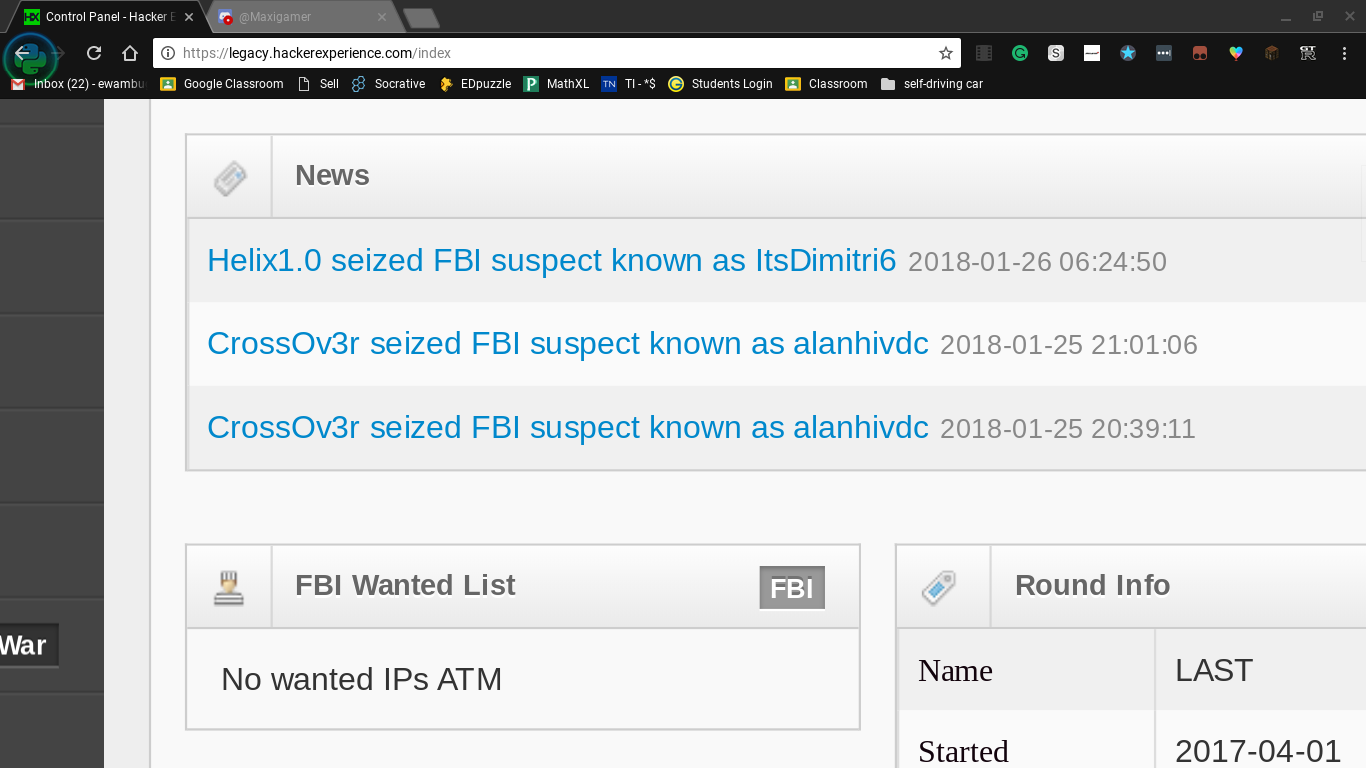 Control Panel - Hacker E
@Maxigamer
https://legacy.hackerexperience.com/index
Inbox (22) - ewambu
Google Classroom
Sell
Socrative
EDpuzzle
MathXL
TI - *$
Students Login
Classroom
self-driving car
News
Helix1.0 seized FBI suspect known as ItsDimitri6 2018-01-26 06:24:50
CrossOv3r seized FBI suspect known as alanhivdc 2018-01-25 21:01:06
CrossOv3r seized FBI suspect known as alanhivdc 2018-01-25 20:39:11
FBI Wanted List
FBI
No wanted IPs ATM
War
Round Info
Name LAST
Started 2017-04-01